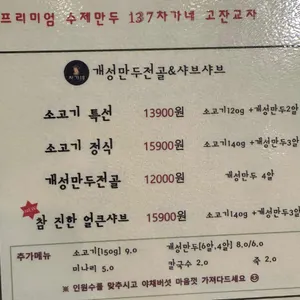 프리미엄 수제만두 137차가네 고잔교자
차가네
개성만두전골&샤브샤브
소고기 특선 13900원 소고기120g +개성만두2알
소고기 정식 15900원 소고기140g +개성만두3알
개성만두전골 12000원 개성만두 4알
참 진한 얼큰샤브 15900원 소고기140g +개성만두3알
추가메뉴 소고기[150g] 9.0 개성만두[6알,4알] 8.0/6.0
미나리 5.0 칼국수 2.0 죽 2.0
※ 인원수를 맞추시고 야채버섯 마음껏 가져다드세요